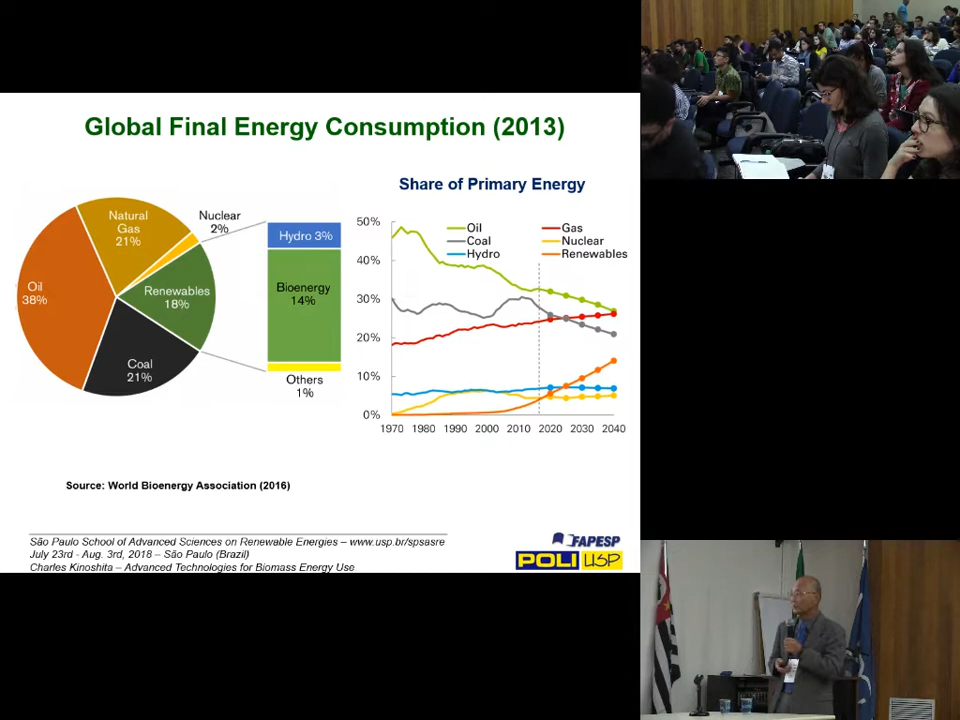 Global Final Energy Consumption (2013)
Natural
Gas
21%
Nuclear
2%
Oil
38%
Renewables
18%
Coal
21%
Hydro 3%
Bioenergy
14%
Others
1%
Share of Primary Energy
50%
40%
30%
20%
10%
0%
Oil
Gas
Coal
Nuclear
Hydro
Renewables
1970 1980 1990 2000 2010 2020 2030 2040
Source: World Bioenergy Association (2016)
São Paulo School of Advanced Sciences on Renewable Energies – www.usp.br/spsasre
July 23rd - Aug. 3rd, 2018 – São Paulo (Brazil)
Charles Kinoshita – Advanced Technologies for Biomass Energy Use
FAPESP
POLI USP